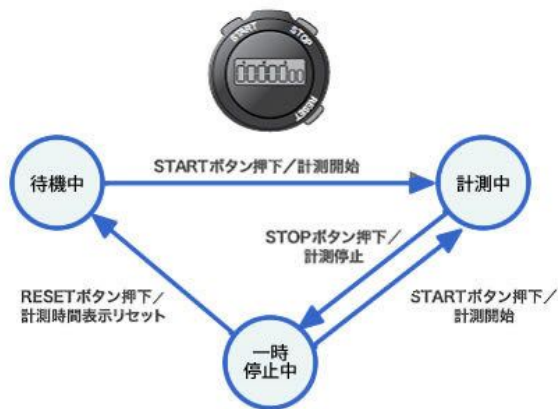 START
STOP
RESET
STARTボタン押下/計測開始
待機中
計測中
STOPボタン押下/
計測停止
RESETボタン押下/
計測時間表示リセット
STARTボタン押下/
計測開始
一時
停止中